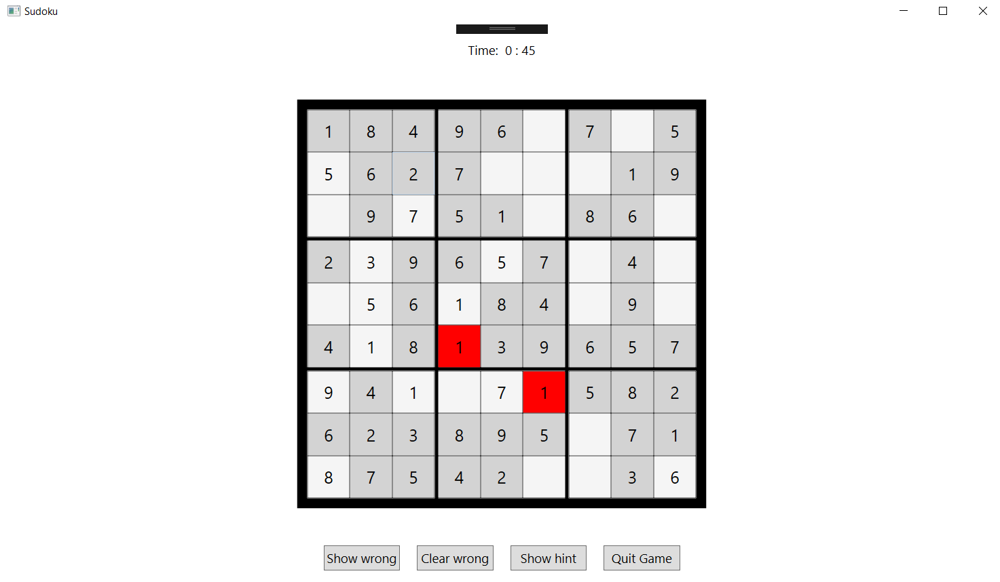 Sudoku
Time: 0 : 45
1 8 4 9 6 7 5
5 6 2 7 1 9
9 7 5 1 8 6
2 3 9 6 5 7 4
5 6 1 8 4 9
4 1 8 1 3 9 6 5 7
9 4 1 7 1 5 8 2
6 2 3 8 9 5 7 1
8 7 5 4 2 3 6
Show wrong Clear wrong Show hint Quit Game